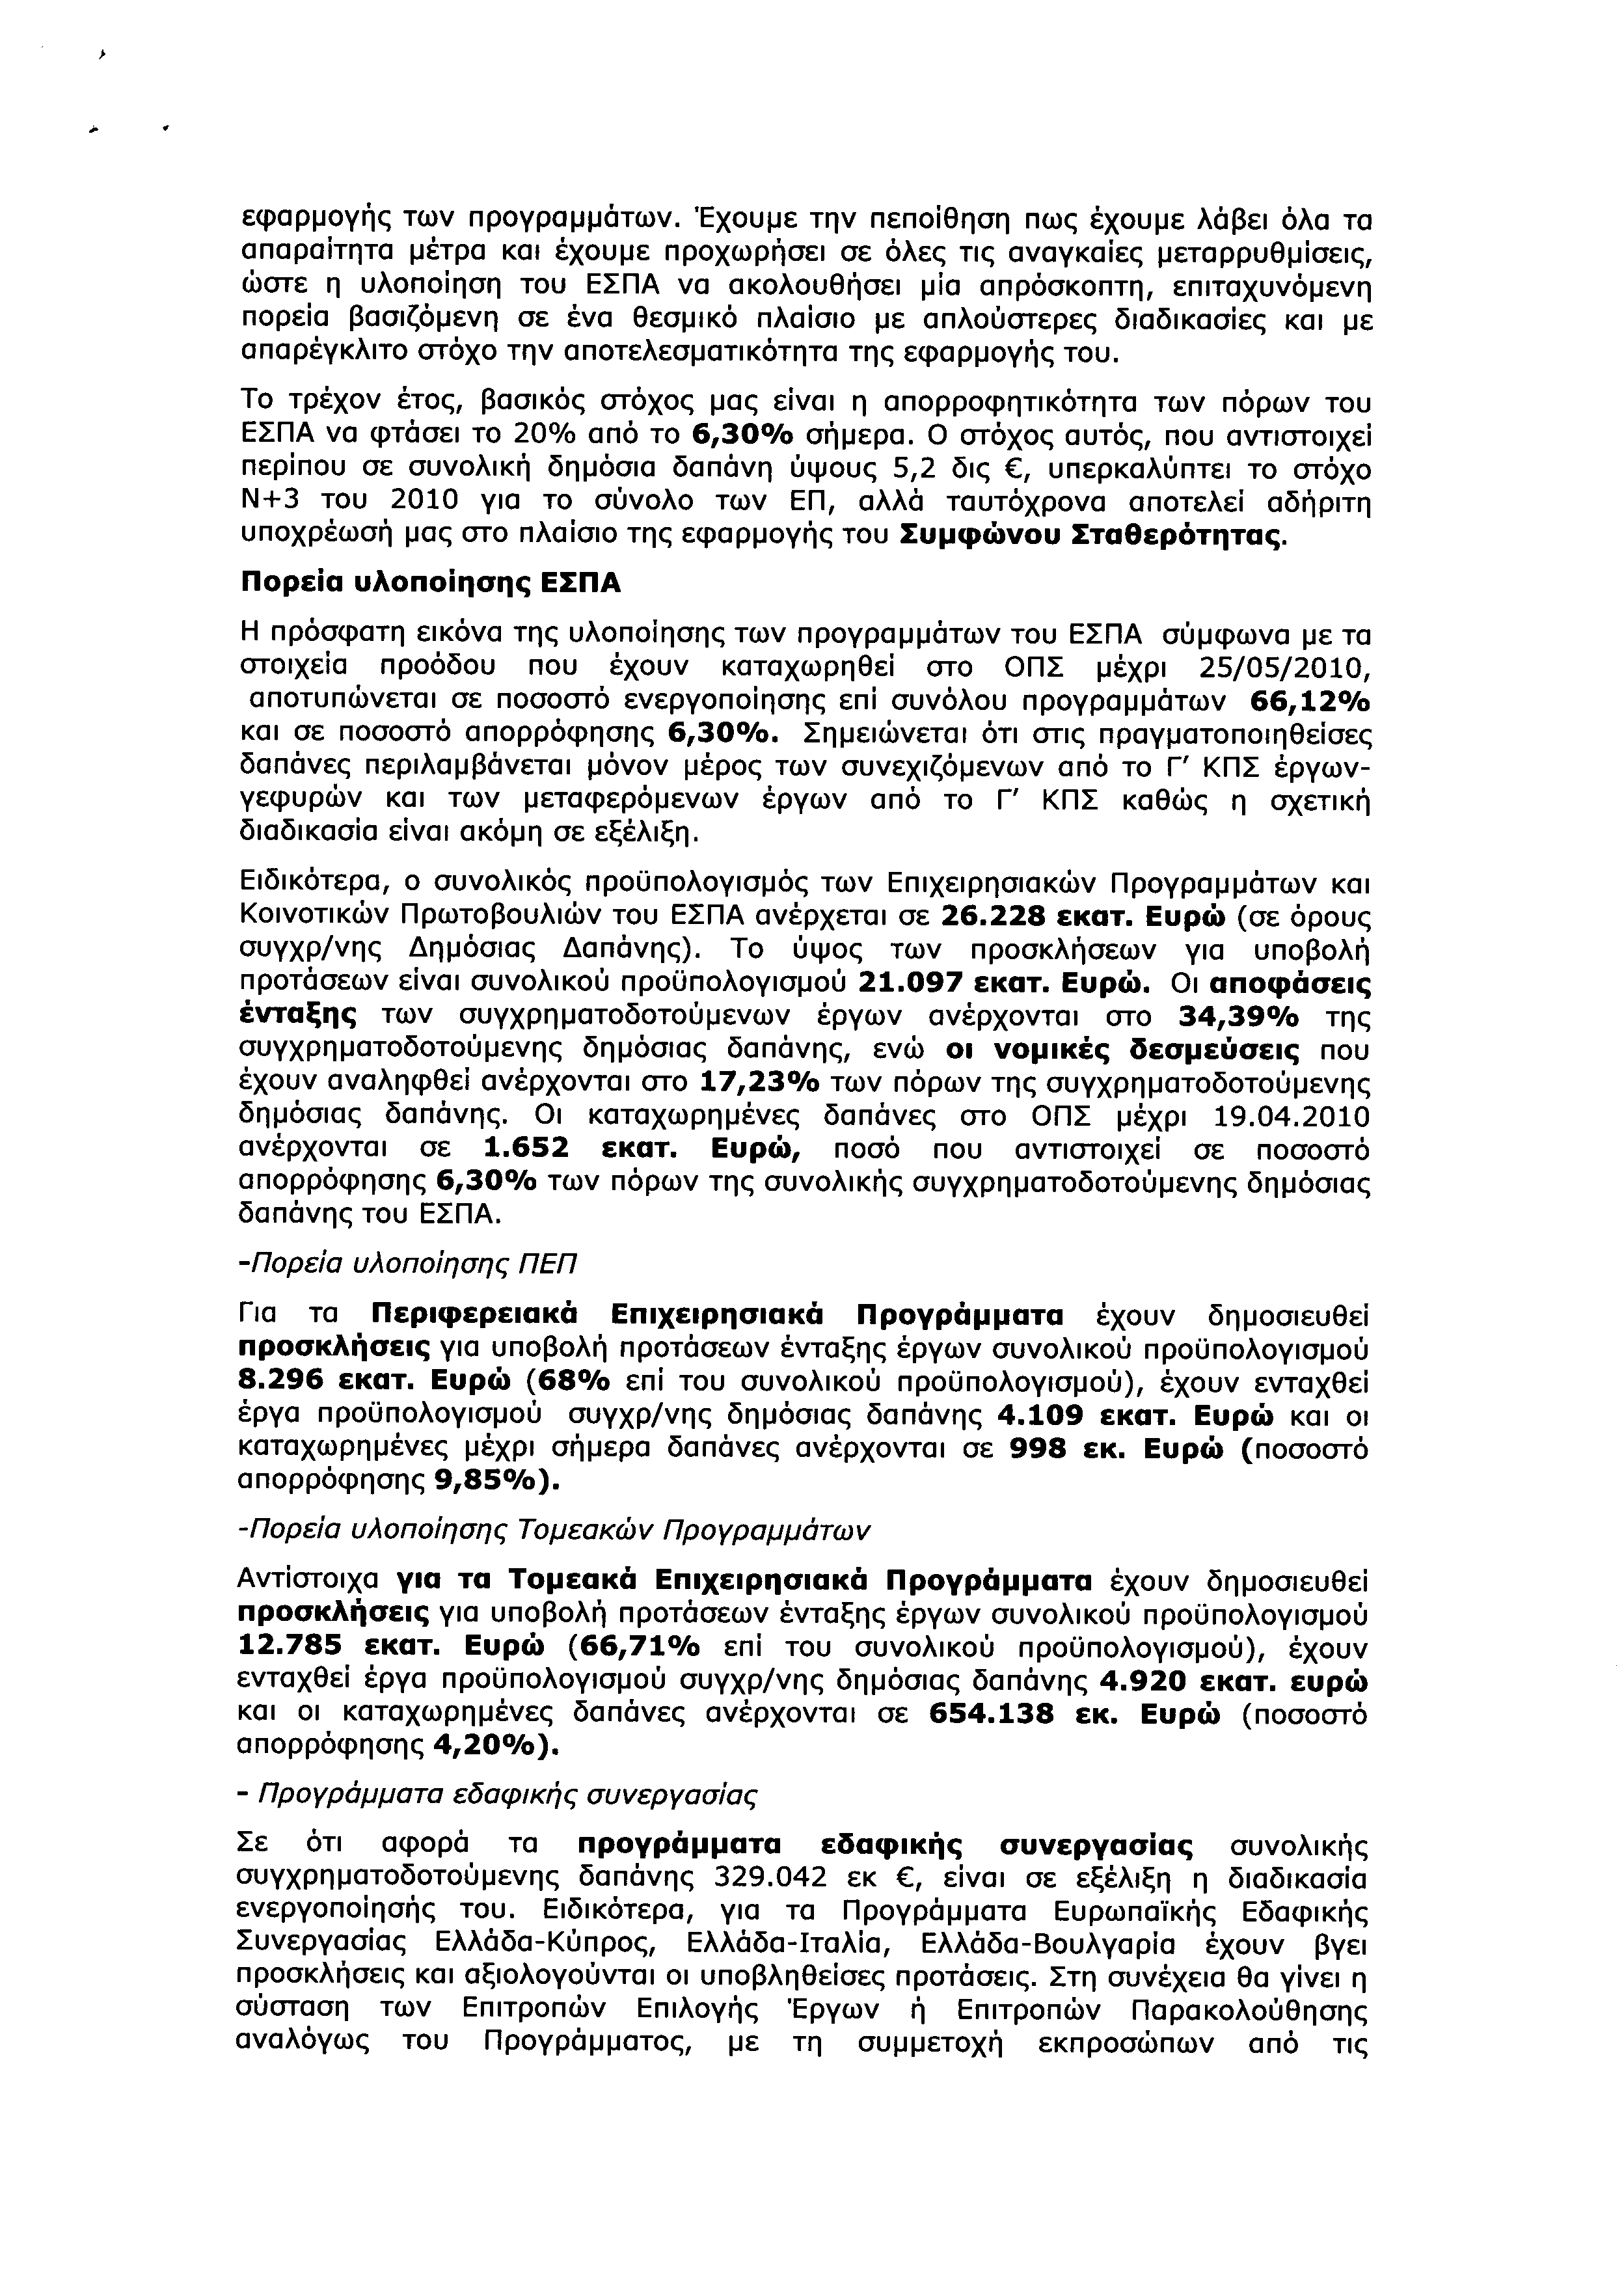 εφαρμογής των προγραμμάτων. Έχουμε την πεποίθηση πως έχουμε λάβει όλα τα
απαραίτητα μέτρα και έχουμε προχωρήσει σε όλες τις αναγκαίες μεταρρυθμίσεις,
ώστε η υλοποίηση του ΕΣΠΑ να ακολουθήσει μία απρόσκοπτη, επιταχυνόμενη
πορεία βασιζόμενη σε ένα θεσμικό πλαίσιο με απλούστερες διαδικασίες και με
απαρέγκλιτο στόχο την αποτελεσματικότητα της εφαρμογής του.
Το τρέχον έτος, βασικός στόχος μας είναι η απορροφητικότητα των πόρων του
ΕΣΠΑ να φτάσει το 20% από το 6,30% σήμερα. Ο στόχος αυτός, που αντιστοιχεί
περίπου σε συνολική δημόσια δαπάνη ύψους 5,2 δις €, υπερκαλύπτει το στόχο
Ν+3 του 2010 για το σύνολο των ΕΠ, αλλά ταυτόχρονα αποτελεί αδήριτη
υποχρέωσή μας στο πλαίσιο της εφαρμογής του Συμφώνου Σταθερότητας.
Πορεία υλοποίησης ΕΣΠΑ
Η πρόσφατη εικόνα της υλοποίησης των προγραμμάτων του ΕΣΠΑ σύμφωνα με τα
στοιχεία προόδου που έχουν καταχωρηθεί στο ΟΠΣ μέχρι 25/05/2010,
αποτυπώνεται σε ποσοστό ενεργοποίησης επί συνόλου προγραμμάτων 66,12%
και σε ποσοστό απορρόφησης 6,30%. Σημειώνεται ότι στις πραγματοποιηθείσες
δαπάνες περιλαμβάνεται μόνον μέρος των συνεχιζόμενων από το Γ' ΚΠΣ έργων-
γεφυρών και των μεταφερόμενων έργων από το Γ' ΚΠΣ καθώς η σχετική
διαδικασία είναι ακόμη σε εξέλιξη.
Ειδικότερα, ο συνολικός προϋπολογισμός των Επιχειρησιακών Προγραμμάτων και
Κοινοτικών Πρωτοβουλιών του ΕΣΠΑ ανέρχεται σε 26.228 εκατ. Ευρώ (σε όρους
συγχρ/νης Δημόσιας Δαπάνης). Το ύψος των προσκλήσεων για υποβολή
προτάσεων είναι συνολικού προϋπολογισμού 21.097 εκατ. Ευρώ. Οι αποφάσεις
ένταξης των συγχρηματοδοτούμενων έργων ανέρχονται στο 34,39% της
συγχρηματοδοτούμενης δημόσιας δαπάνης, ενώ οι νομικές δεσμεύσεις που
έχουν αναληφθεί ανέρχονται στο 17,23% των πόρων της συγχρηματοδοτούμενης
δημόσιας δαπάνης. Οι καταχωρημένες δαπάνες στο ΟΠΣ μέχρι 19.04.2010
ανέρχονται σε 1.652 εκατ. Ευρώ, ποσό που αντιστοιχεί σε ποσοστό
απορρόφησης 6,30% των πόρων της συνολικής συγχρηματοδοτούμενης δημόσιας
δαπάνης του ΕΣΠΑ.
-Πορεία υλοποίησης ΠΕΠ
Για τα Περιφερειακά Επιχειρησιακά Προγράμματα έχουν δημοσιευθεί
προσκλήσεις για υποβολή προτάσεων ένταξης έργων συνολικού προϋπολογισμού
8.296 εκατ. Ευρώ (68% επί του συνολικού προϋπολογισμού), έχουν ενταχθεί
έργα προϋπολογισμού συγχρ/νης δημόσιας δαπάνης 4.109 εκατ. Ευρώ και οι
καταχωρημένες μέχρι σήμερα δαπάνες ανέρχονται σε 998 εκ. Ευρώ (ποσοστό
απορρόφησης 9,85%).
-Πορεία υλοποίησης Τομεακών Προγραμμάτων
Αντίστοιχα για τα Τομεακά Επιχειρησιακά Προγράμματα έχουν δημοσιευθεί
προσκλήσεις για υποβολή προτάσεων ένταξης έργων συνολικού προϋπολογισμού
12.785 εκατ. Ευρώ (66,71% επί του συνολικού προϋπολογισμού), έχουν
ενταχθεί έργα προϋπολογισμού συγχρ/νης δημόσιας δαπάνης 4.920 εκατ. ευρώ
και οι καταχωρημένες δαπάνες ανέρχονται σε 654.138 εκ. Ευρώ (ποσοστό
απορρόφησης 4,20%).
- Προγράμματα εδαφικής συνεργασίας
Σε ότι αφορά τα προγράμματα εδαφικής συνεργασίας συνολικής
συγχρηματοδοτούμενης δαπάνης 329.042 εκ €, είναι σε εξέλιξη η διαδικασία
ενεργοποίησής του. Ειδικότερα, για τα Προγράμματα Ευρωπαϊκής Εδαφικής
Συνεργασίας Ελλάδα-Κύπρος, Ελλάδα-Ιταλία, Ελλάδα-Βουλγαρία έχουν βγει
προσκλήσεις και αξιολογούνται οι υποβληθείσες προτάσεις. Στη συνέχεια θα γίνει η
σύσταση των Επιτροπών Επιλογής Έργων ή Επιτροπών Παρακολούθησης
αναλόγως του Προγράμματος, με τη συμμετοχή εκπροσώπων από τις